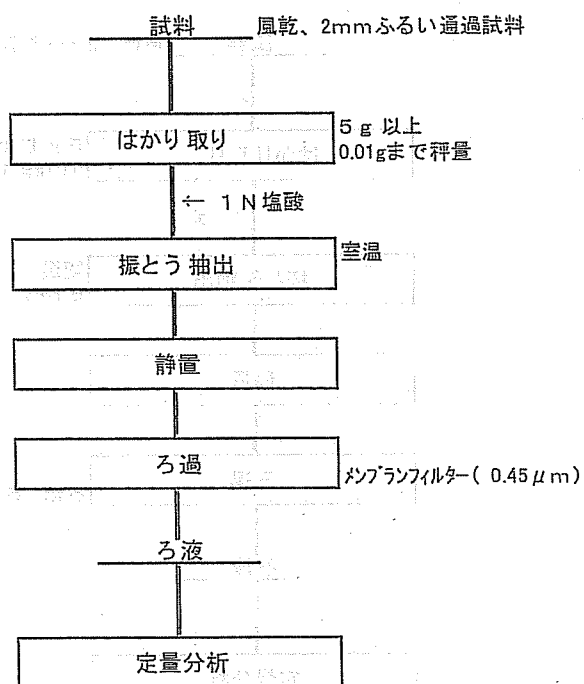 試料 風乾、2mmふるい通過試料
はかり取り
5g以上
0.01gまで秤量
← 1N塩酸
振とう抽出 室温
静置
ろ過
メンブランフィルター( 0.45μm)
ろ液
定量分析